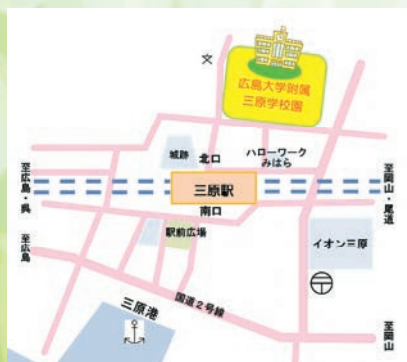 文
広島大学附属
三原学校園
城跡
北口
ハローワーク
みはら
至広島・呉
三原駅
至岡山・尾道
南口
駅前広場
イオン三原
至広島
三原港
国道2号線
至岡山